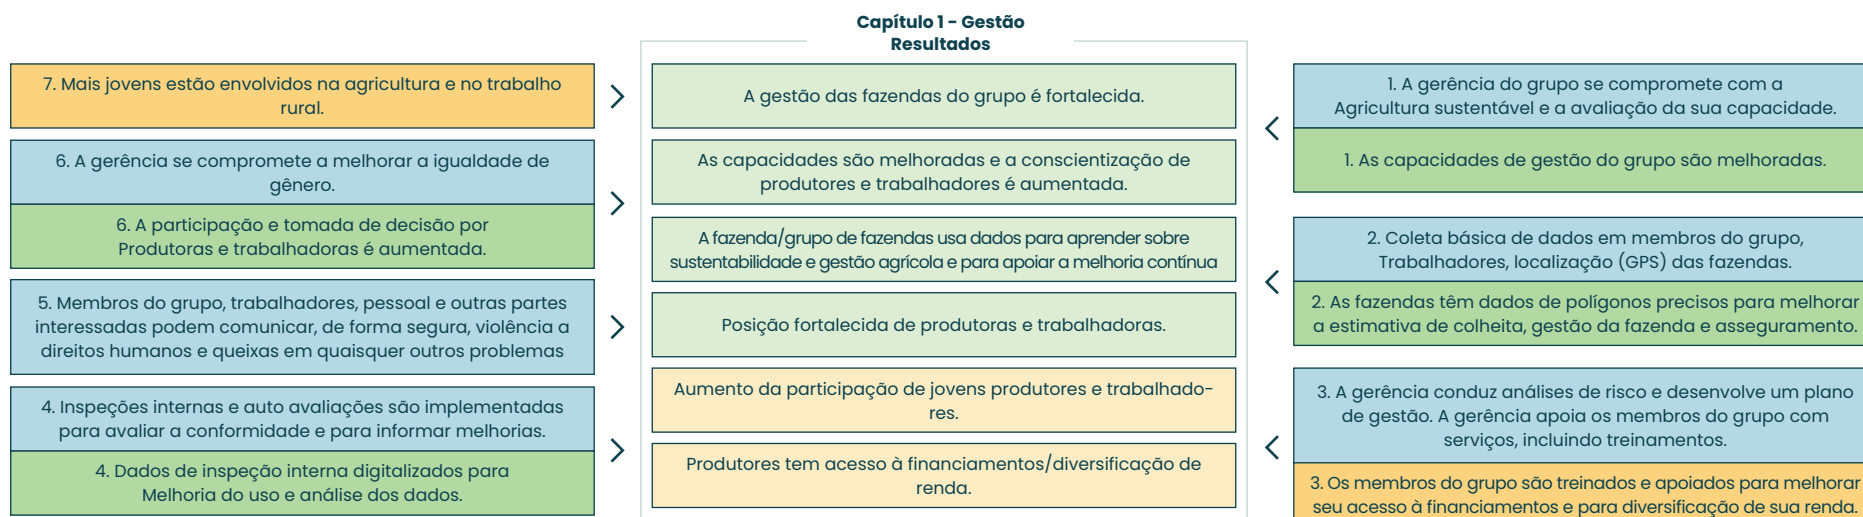 Capítulo 1 - Gestão
Resultados
7. Mais jovens estão envolvidos na agricultura e no trabalho
rural.
6. A gerência se compromete a melhorar a igualdade de
gênero.
6. A participação e tomada de decisão por
Produtoras e trabalhadoras é aumentada.
5. Membros do grupo, trabalhadores, pessoal e outras partes
interessadas podem comunicar, de forma segura, violência a
direitos humanos e queixas em quaisquer outros problemas
4. Inspeções internas e auto avaliações são implementadas
para avaliar a conformidade e para informar melhorias.
4. Dados de inspeção interna digitalizados para
Melhoria do uso e análise dos dados.
A gestão das fazendas do grupo é fortalecida.
As capacidades são melhoradas e a conscientização de
produtores e trabalhadores é aumentada.
A fazenda/grupo de fazendas usa dados para aprender sobre
sustentabilidade e gestão agrícola e para apoiar a melhoria contínua
Posição fortalecida de produtoras e trabalhadoras.
Aumento da participação de jovens produtores e trabalhado-
res.
Produtores tem acesso à financiamentos/diversificação de
renda.
1. A gerência do grupo se compromete com a
Agricultura sustentável e a avaliação da sua capacidade.
1. As capacidades de gestão do grupo são melhoradas.
2. Coleta básica de dados em membros do grupo,
Trabalhadores, localização (GPS) das fazendas.
2. As fazendas têm dados de polígonos precisos para melhorar
a estimativa de colheita, gestão da fazenda e asseguramento.
3. A gerência conduz análises de risco e desenvolve um plano
de gestão. A gerência apoia os membros do grupo com
serviços, incluindo treinamentos.
3. Os membros do grupo são treinados e apoiados para melhorar
seu acesso à financiamentos e para diversificação de sua renda.